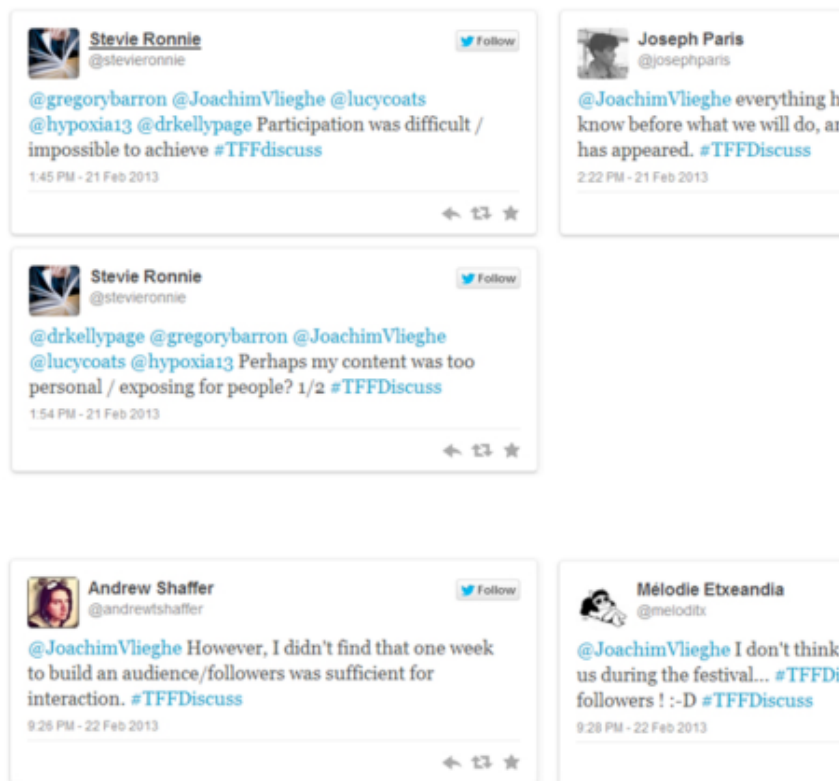 Stevie Ronnie
@stevieronnie
Follow
@gregorybarron @JoachimVlieghe @lucycoats
@hypoxia13 @drkellypage Participation was difficult /
impossible to achieve #TFFdiscuss
1:45 PM - 21 Feb 2013
Joseph Paris
@josephparis
@JoachimVlieghe everything
know before what we will do,
has appeared. #TFFDiscuss
2:22 PM - 21 Feb 2013
Stevie Ronnie
@stevieronnie
Follow
@drkellypage @gregorybarron @JoachimVlieghe
@lucycoats @hypoxia13 Perhaps my content was too
personal / exposing for people? 1/2 #TFFDiscuss
1:54 PM - 21 Feb 2013
Andrew Shaffer
@andrewtshaffer
Follow
@JoachimVlieghe However, I didn't find that one week
to build an audience/followers was sufficient for
interaction. #TFFDiscuss
9:26 PM - 22 Feb 2013
Mélodie Etxeandia
@meloditx
@JoachimVlieghe I don't think
us during the festival... #TFFDi
followers ! :-D #TFFDiscuss
9:28 PM - 22 Feb 2013